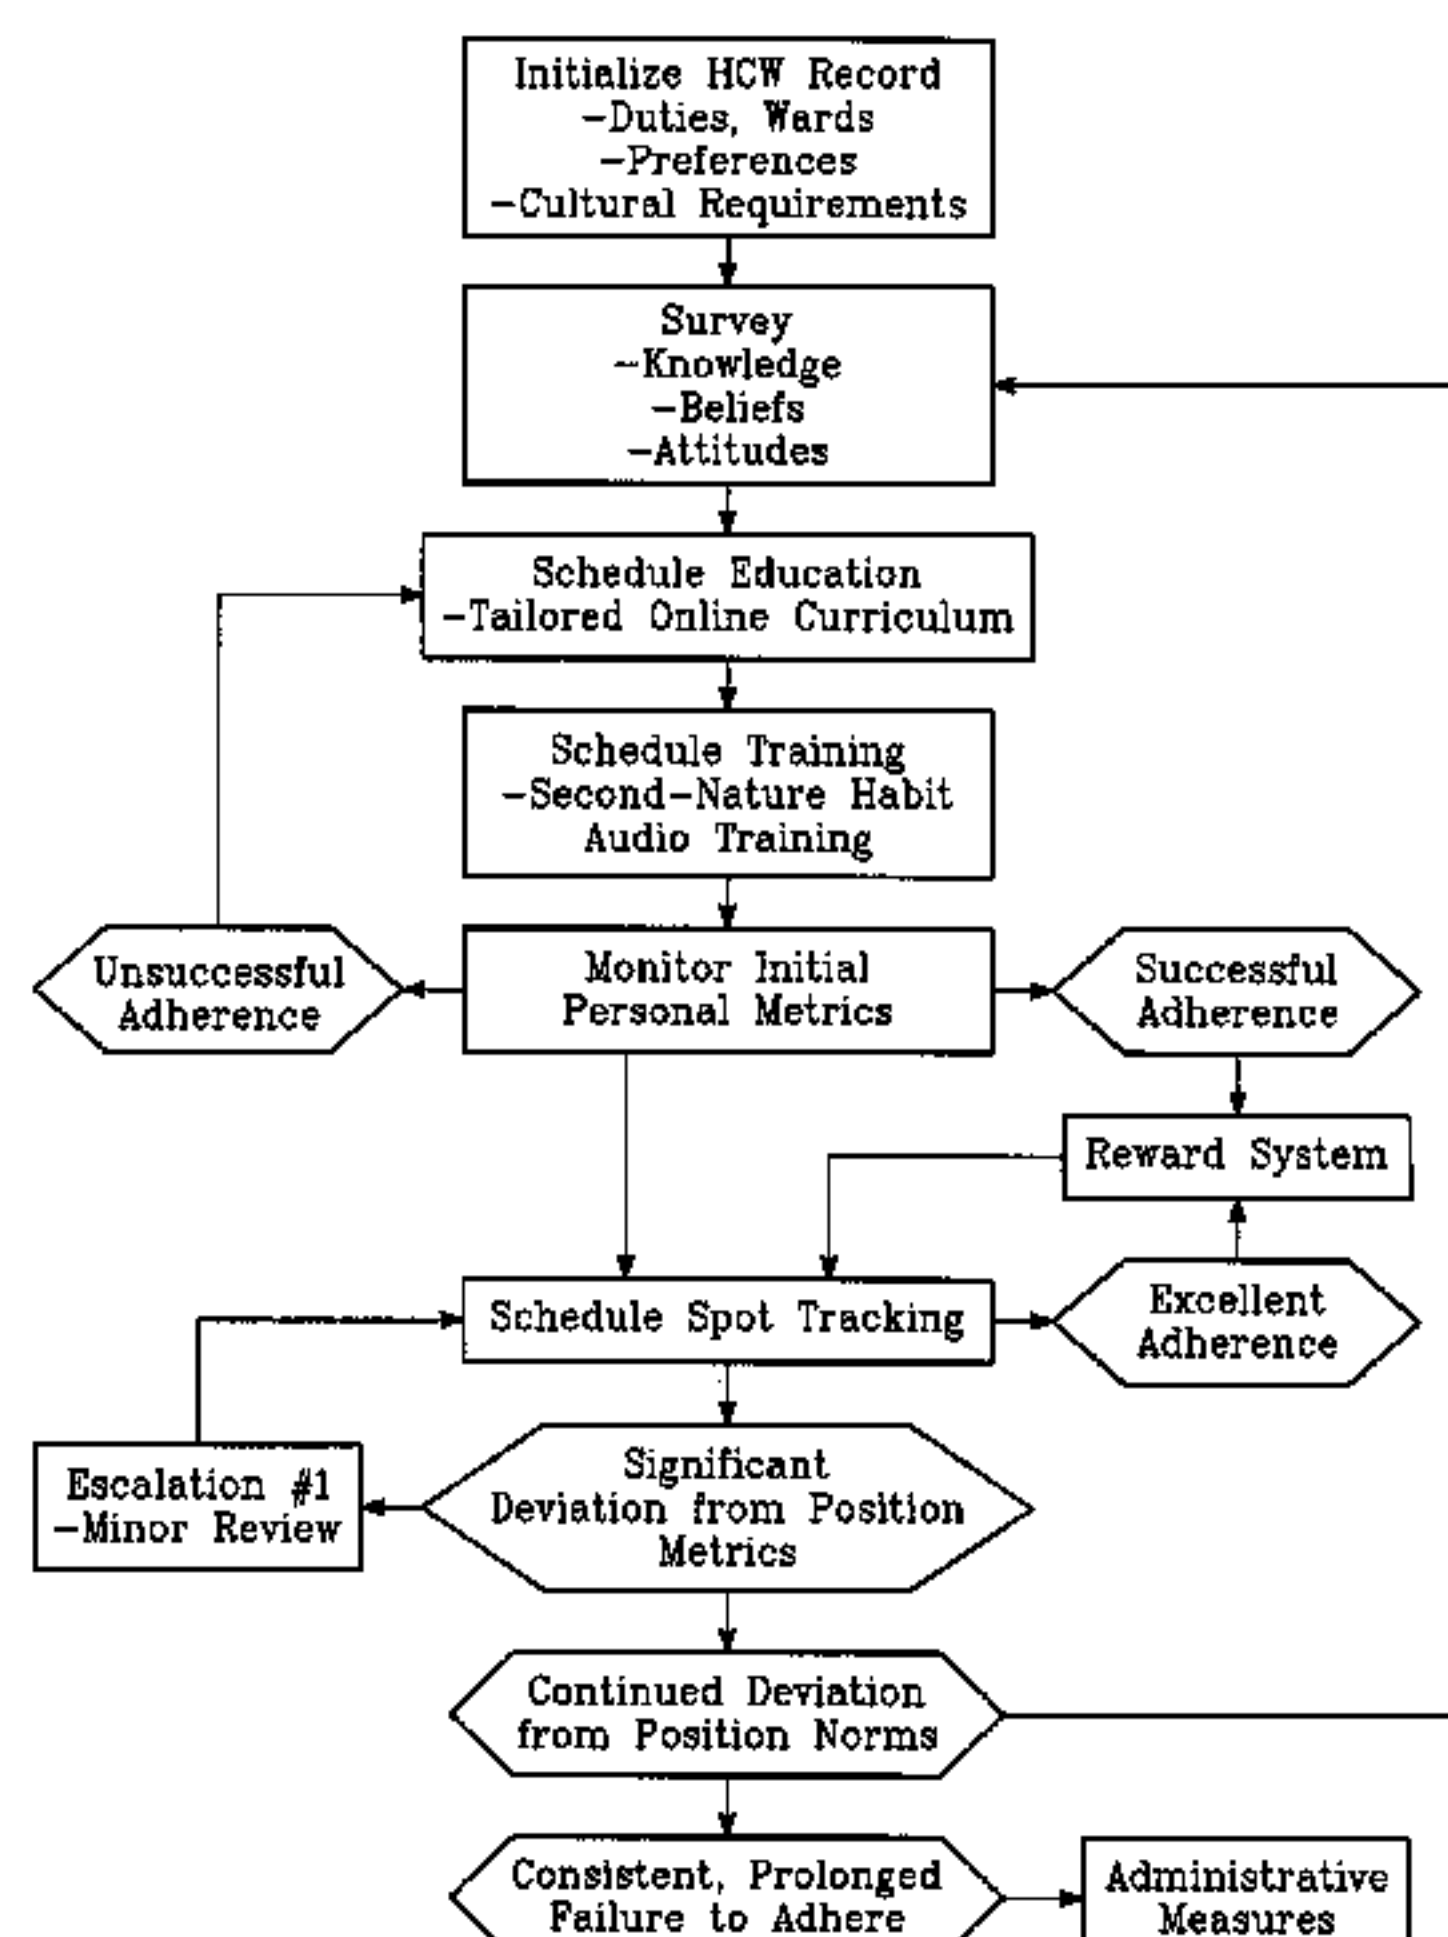 Initialize HCW Record
-Duties, Wards
-Preferences
-Cultural Requirements
Survey
-Knowledge
-Beliefs
-Attitudes
Schedule Education
-Tailored Online Curriculum
Schedule Training
-Second-Nature Habit
Audio Training
Unsuccessful
Adherence
Monitor Initial
Personal Metrics
Successful
Adherence
Reward System
Schedule Spot Tracking
Excellent
Adherence
Escalation #1
-Minor Review
Significant
Deviation from Position
Metrics
Continued Deviation
from Position Norms
Consistent, Prolonged
Failure to Adhere
Administrative
Measures